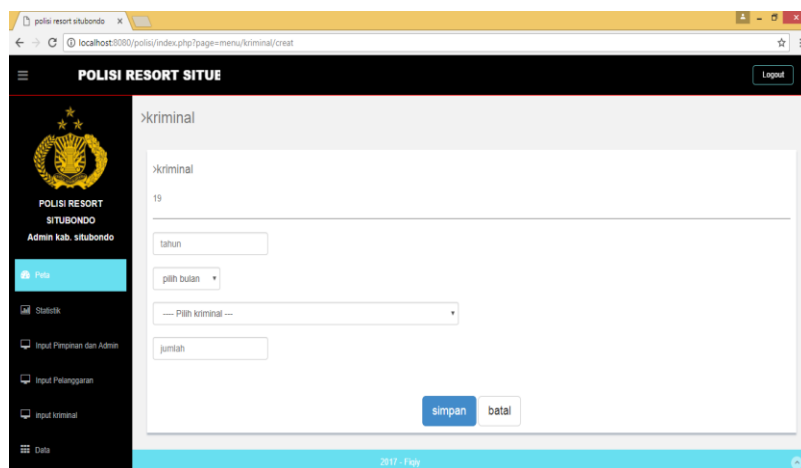 polisi resort situbondo
localhost:8080/polisi/index.php?page=menu/kriminal/creat
POLISI RESORT SITUB
Logout
POLISI RESORT
SITUBONDO
Admin kab. situbondo
Peta
Statistik
Input Pimpinan dan Admin
Input Pelanggaran
input kriminal
Data
>kriminal
>kriminal
19
tahun
pilih bulan
---- Pilih kriminal ---
jumlah
simpan batal
2017 - Fiqly